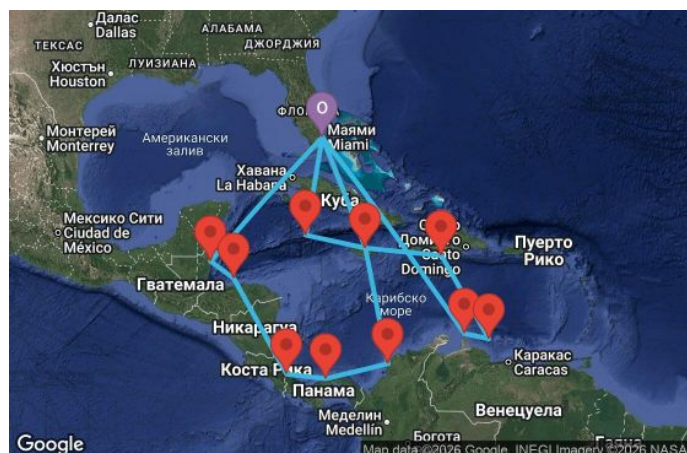 Далас
Dallas
АЛАБАМА
ТЕКСАС
ДЖОРДЖИЯ
ЛУИЗИАНА
Хюстън
Houston
O
Маями
Miami
Монтерей
Monterrey
Американски
залив
Хавана
La Habana
Куба
Мексико Сити
Ciudad de
México
Santo
Domingo
Пуерто
Рико
Гватемала
Карибско
море
Никарагуа
Коста Рика
Каракас
Caracas
Панама
Венецуела
Меделин
Medellín
Богота
Google
Map data ©2026 Google, INEGI Imagery ©2026 NASA